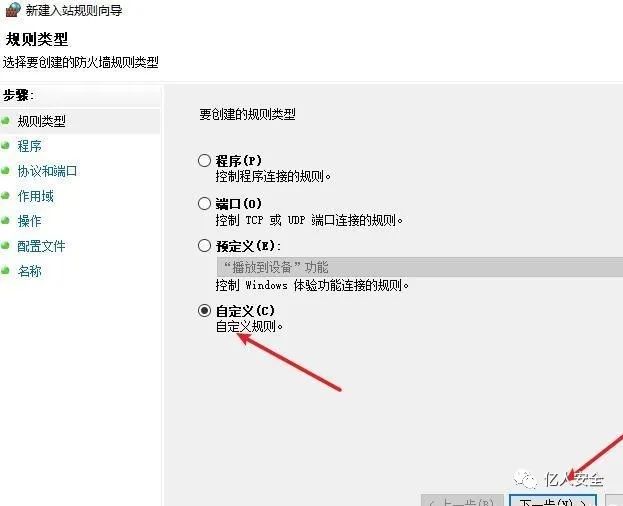 新建入站规则向导
规则类型
选择要创建的防火墙规则类型
步骤:
规则类型
程序
协议和端口
作用域
操作
配置文件
名称
要创建的规则类型
程序(P)
控制程序连接的规则。
端口(O)
控制 TCP 或 UDP 端口连接的规则。
预定义(E):
“播放到设备”功能
控制 Windows 体验功能连接的规则。
自定义(C)
自定义规则。
亿人安全
< 上一步(B)
下一步(N) >